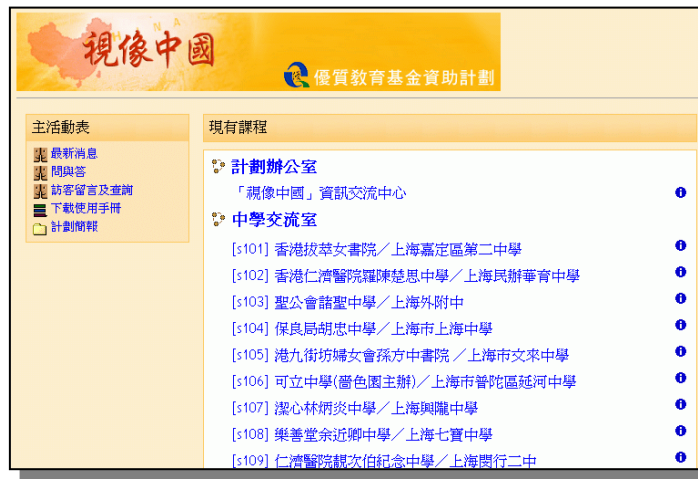 CHINA
視像中國
優質教育基金資助計劃
主活動表
最新消息
問與答
訪客留言及查詢
下載使用手冊
計劃簡報
現有課程
計劃辦公室
「視像中國」資訊交流中心
中學交流室
[s101] 香港拔萃女書院／上海嘉定區第二中學
[s102] 香港仁濟醫院羅陳楚思中學／上海民辦華育中學
[s103] 聖公會諸聖中學／上海外附中
[s104] 保良局胡忠中學／上海市上海中學
[s105] 港九街坊婦女會孫方中書院 ／上海市文來中學
[s106] 可立中學(嗇色園主辦)／上海市普陀區延河中學
[s107] 潔心林炳炎中學／上海興隴中學
[s108] 樂善堂余近卿中學／上海七寶中學
[s109] 仁濟醫院靚次伯紀念中學／上海閔行二中